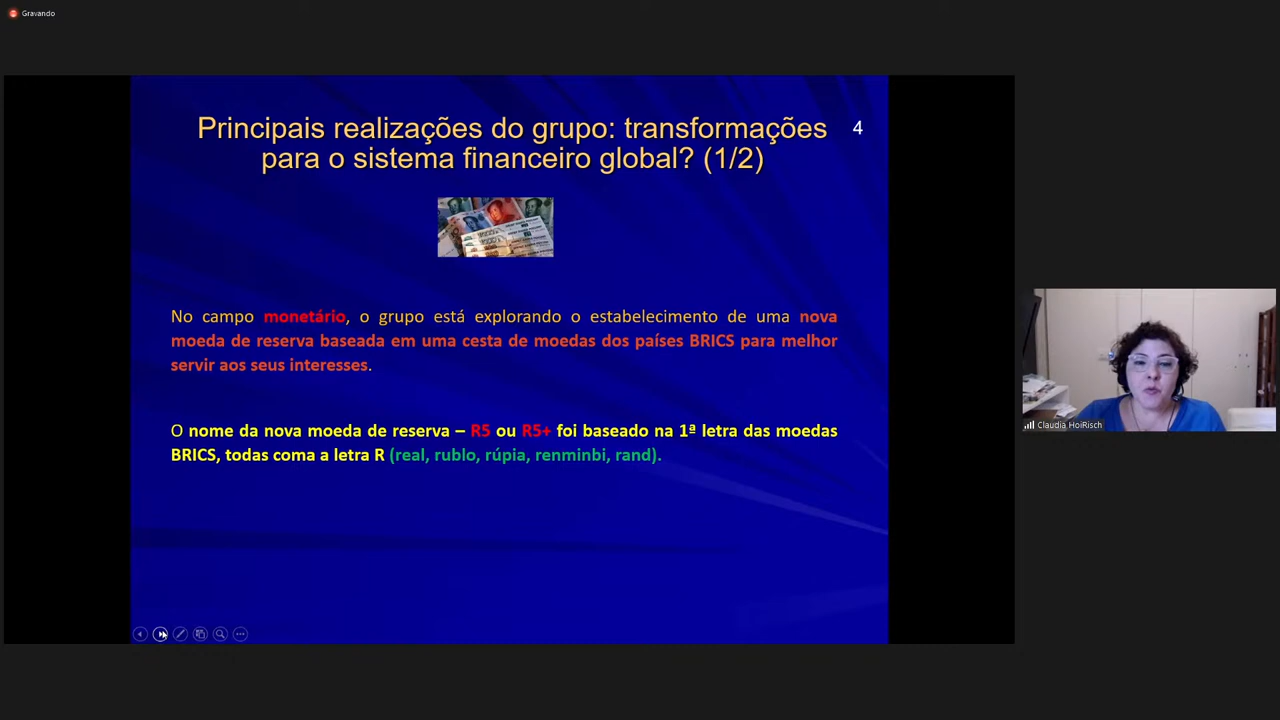 Gravando
Principais realizações do grupo: transformações
para o sistema financeiro global? (1/2)
4
No campo monetário, o grupo está explorando o estabelecimento de uma nova
moeda de reserva baseada em uma cesta de moedas dos países BRICS para melhor
servir aos seus interesses.
O nome da nova moeda de reserva – R5 ou R5+ foi baseado na 1ª letra das moedas
BRICS, todas coma a letra R (real, rublo, rúpia, renminbi, rand).
Claudia HoiRisch